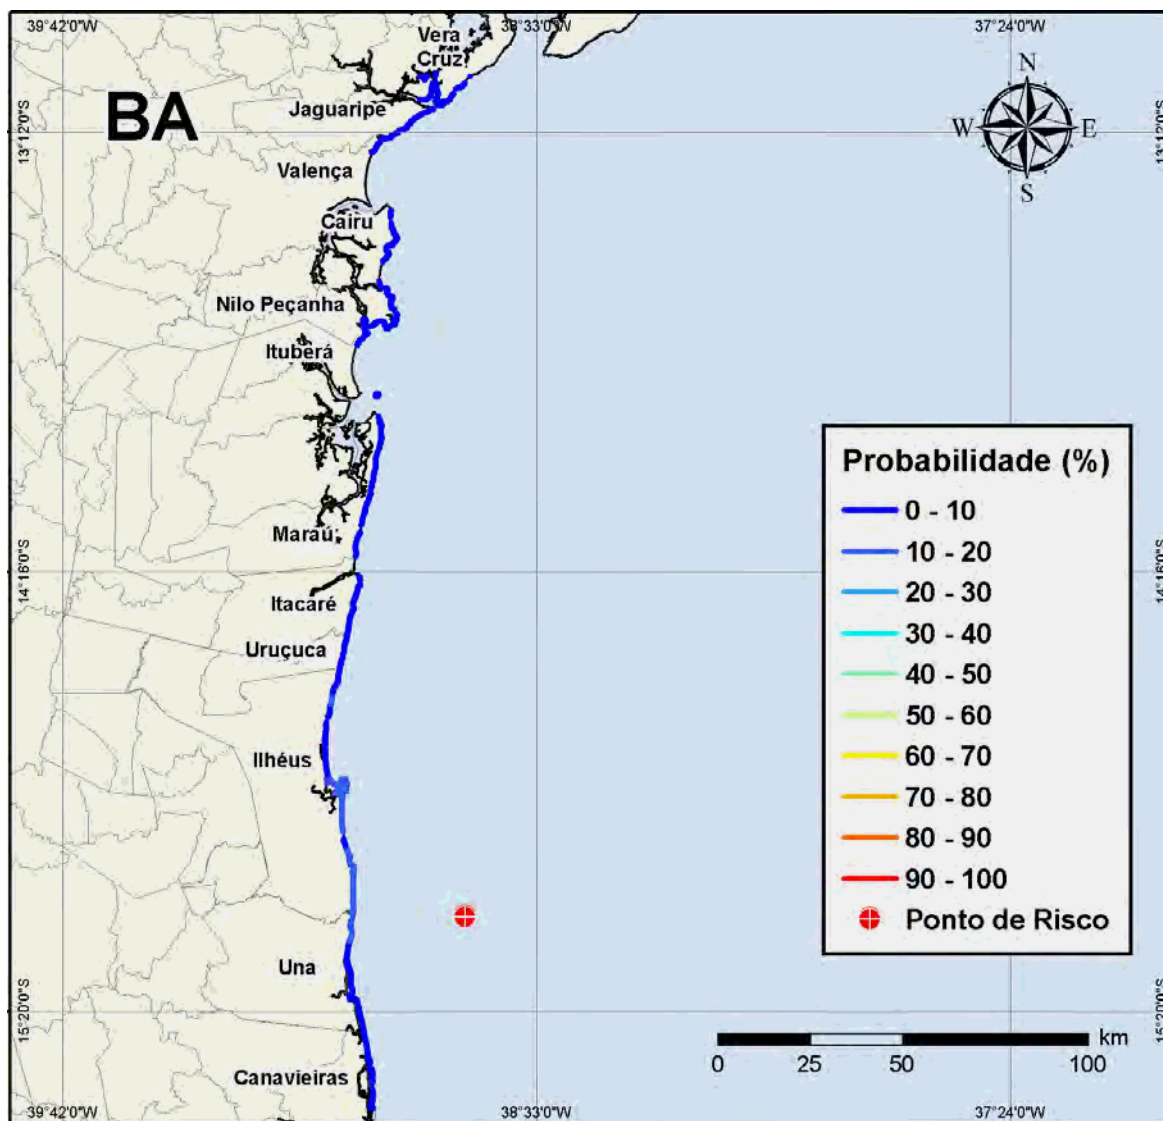 39°42'0"W
38°33'0"W
37°24'0"W
Vera
Cruz
N
W
E
S
BA
Jaguaripe
13°12'0"S
13°12'0"S
Valença
Cairu
Nilo Peçanha
Ituberá
Probabilidade (%)
0 - 10
10 - 20
20 - 30
30 - 40
40 - 50
50 - 60
60 - 70
70 - 80
80 - 90
90 - 100
Ponto de Risco
Maraú
14°16'0"S
14°16'0"S
Itacaré
Uruçuca
Ilhéus
Una
15°20'0"S
15°20'0"S
km
0 25 50 100
Canavieiras
39°42'0"W
38°33'0"W
37°24'0"W